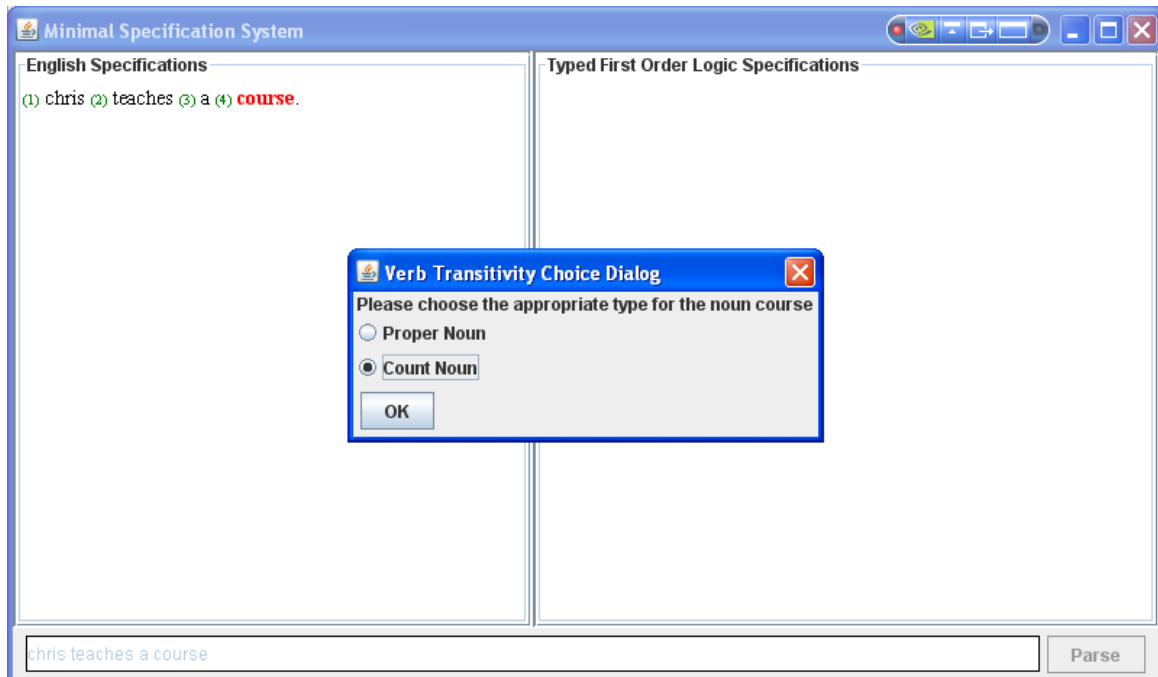 Minimal Specification System
English Specifications
Typed First Order Logic Specifications
(1) chris (2) teaches (3) a (4) course.
Verb Transitivity Choice Dialog
Please choose the appropriate type for the noun course
Proper Noun
Count Noun
OK
chris teaches a course
Parse